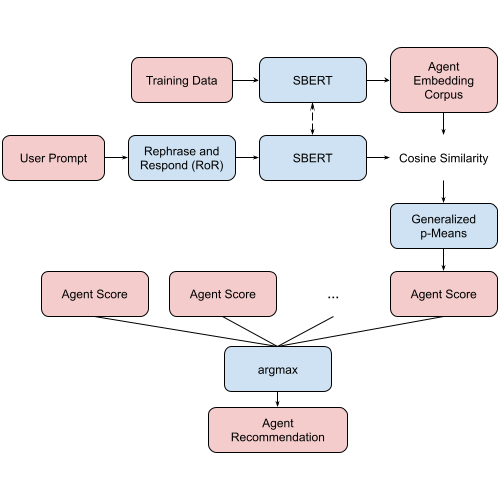 Training Data
SBERT
Agent
Embedding
Corpus
User Prompt
Rephrase and
Respond (RoR)
SBERT
Cosine Similarity
Generalized
p-Means
Agent Score
Agent Score
...
Agent Score
argmax
Agent
Recommendation